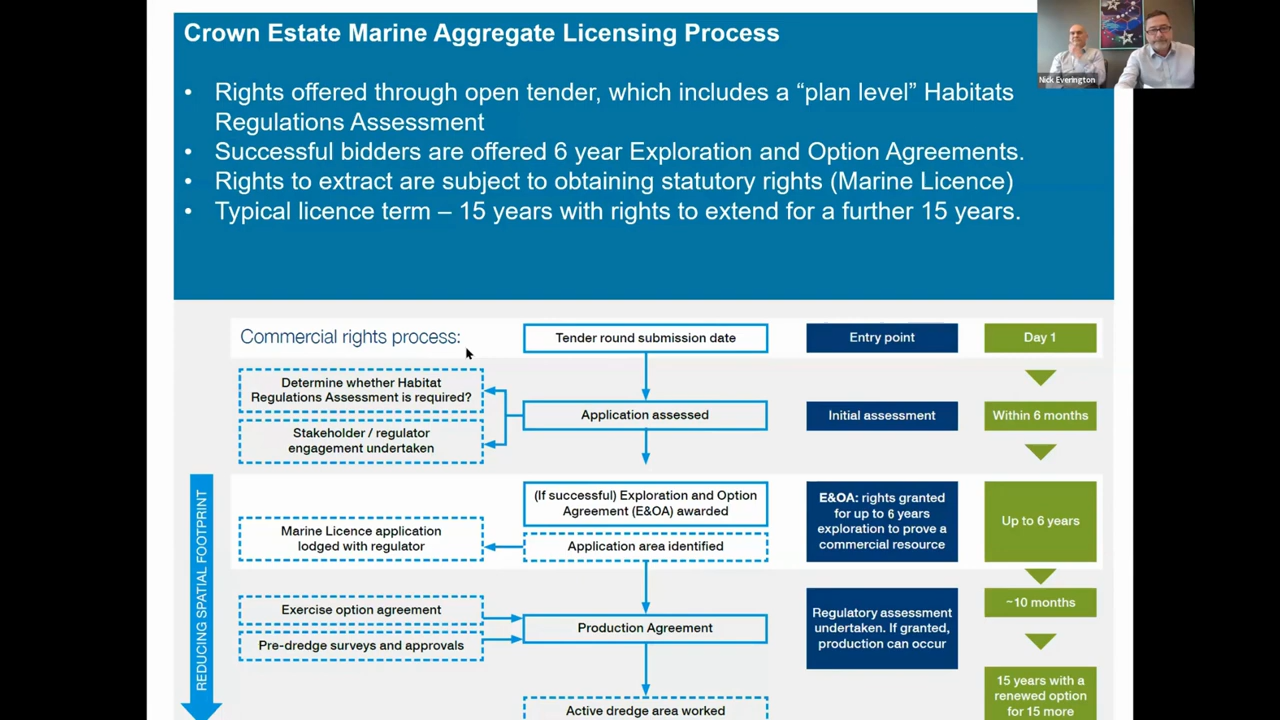 Crown Estate Marine Aggregate Licensing Process
Nick Everington
• Rights offered through open tender, which includes a “plan level” Habitats
Regulations Assessment
• Successful bidders are offered 6 year Exploration and Option Agreements.
• Rights to extract are subject to obtaining statutory rights (Marine Licence)
• Typical licence term – 15 years with rights to extend for a further 15 years.
Commercial rights process:
Tender round submission date
Entry point
Day 1
Determine whether Habitat
Regulations Assessment is required?
Application assessed
Initial assessment
Within 6 months
Stakeholder / regulator
engagement undertaken
REDUCING SPATIAL FOOTPRINT
(If successful) Exploration and Option
Agreement (E&OA) awarded
E&OA: rights granted
for up to 6 years
exploration to prove a
commercial resource
Up to 6 years
Marine Licence application
lodged with regulator
Application area identified
Exercise option agreement
Pre-dredge surveys and approvals
Production Agreement
Regulatory assessment
undertaken. If granted,
production can occur
~10 months
Active dredge area worked
15 years with a
renewed option
for 15 more